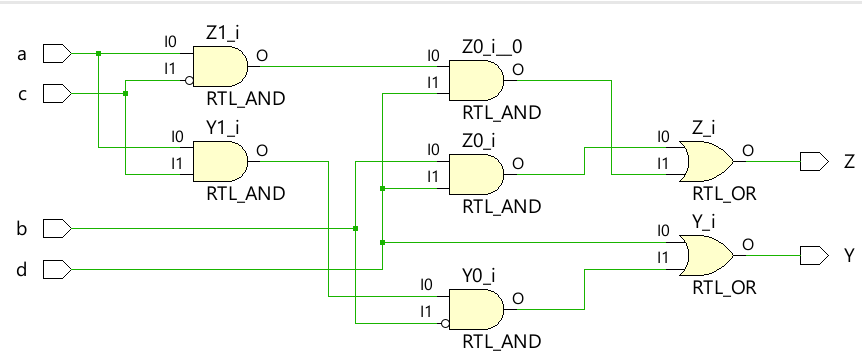 Z1_i
Z0_i__0
a
I0
O
I0
O
c
I1
I1
RTL_AND
RTL_AND
Y1_i
Z0_i
Z_i
I0
O
I0
O
I0
O
Z
I1
I1
I1
RTL_AND
RTL_AND
RTL_OR
Y_i
b
I0
O
Y
d
I1
Y0_i
RTL_OR
I0
O
I1
RTL_AND